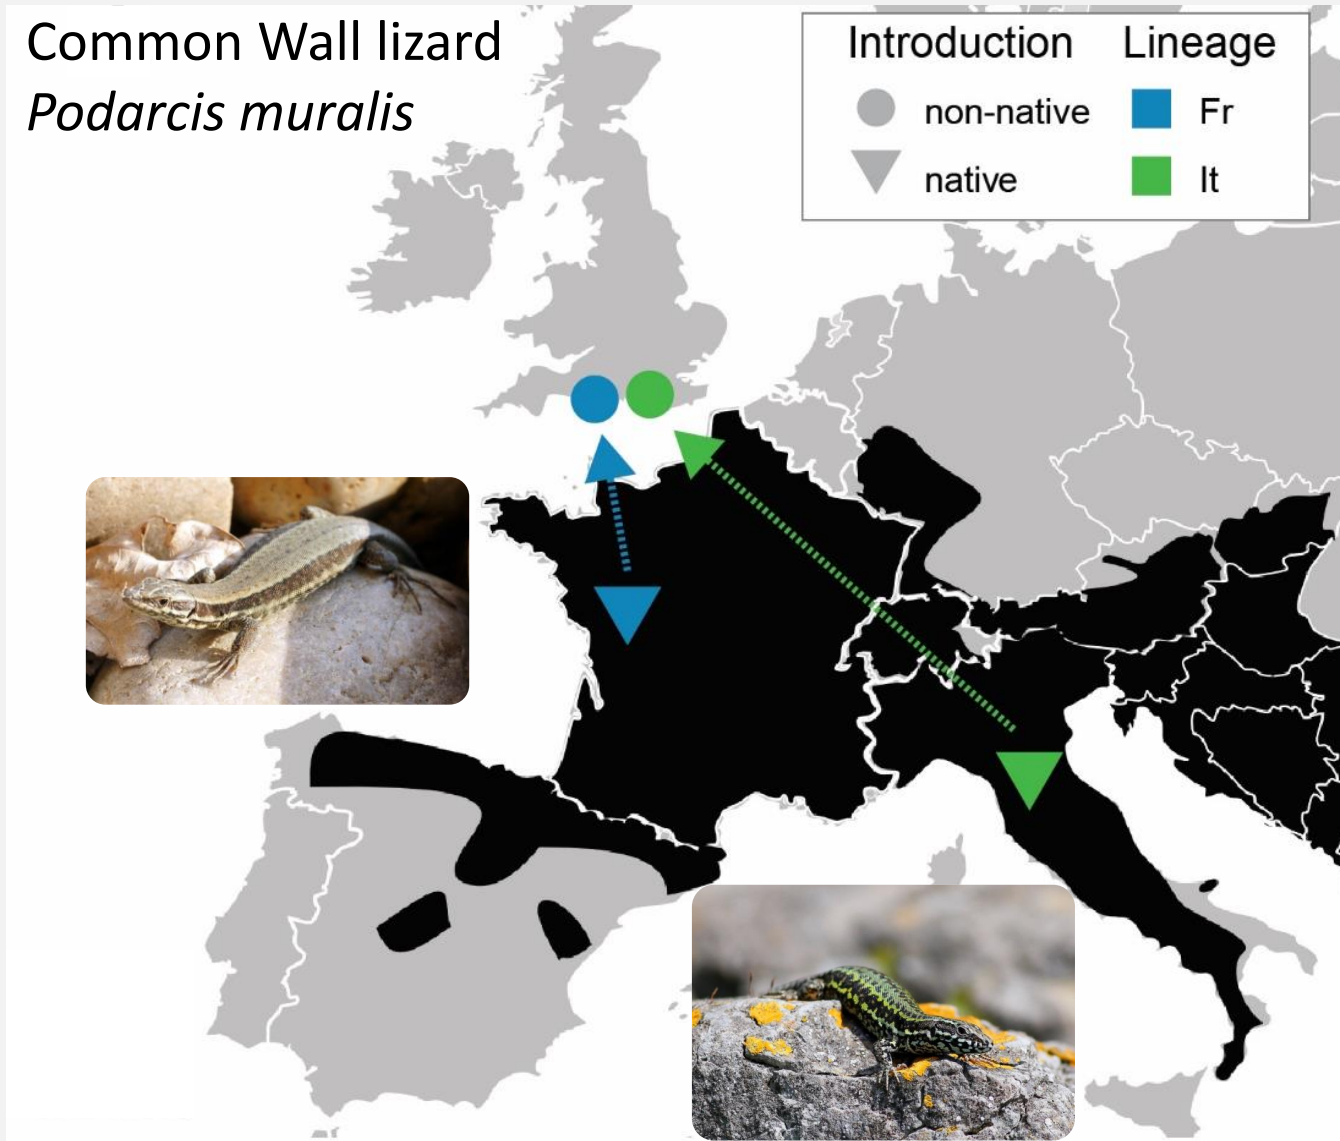 Common Wall lizard
Podarcis muralis
Introduction Lineage
non-native Fr
native It